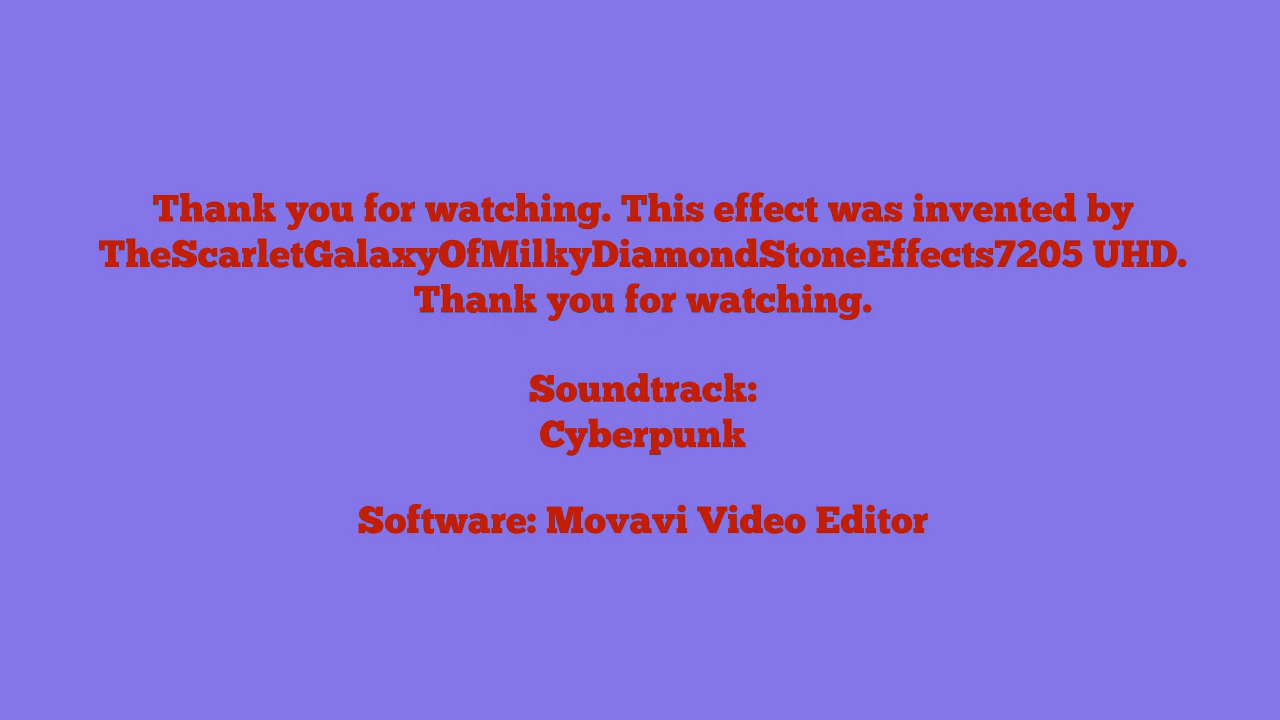 Thank you for watching. This effect was invented by
TheScarletGalaxyOfMilkyDiamondStoneEffects7205 UHD.
Thank you for watching.
Soundtrack:
Cyberpunk
Software: Movavi Video Editor